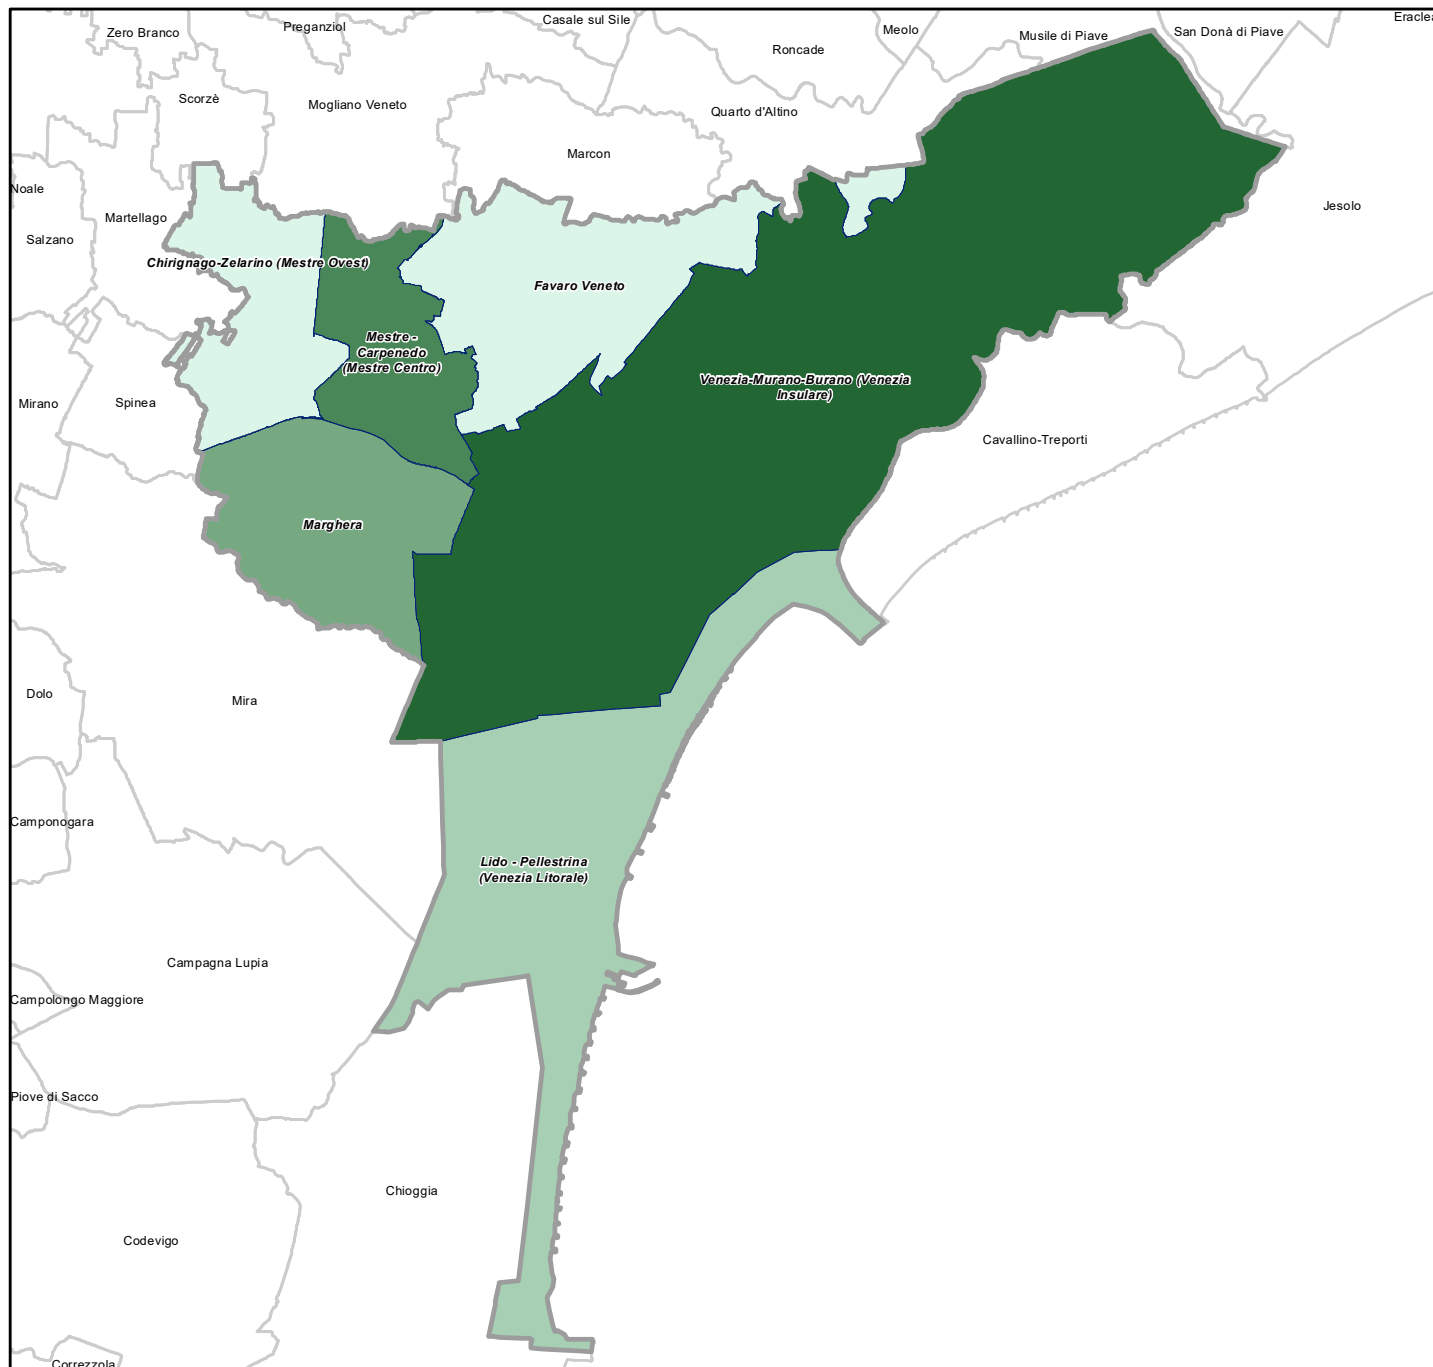 Casale sul Sile
Eraclea
Preganziol
Zero Branco
Meolo
San Donà di Piave
Musile di Piave
Roncade
Scorzè
Mogliano Veneto
Quarto d'Altino
Marcon
Noale
Martellago
Jesolo
Salzano
Chirignago-Zelarino (Mestre Ovest)
Favaro Veneto
Mestre -
Carpenedo
(Mestre Centro)
Venezia-Murano-Burano (Venezia
Insulare)
Mirano
Spinea
Cavallino-Treporti
Marghera
Dolo
Mira
Camponogara
Lido - Pellestrina
(Venezia Litorale)
Campagna Lupia
Campolongo Maggiore
Piove di Sacco
Chioggia
Codevigo
Correzzola